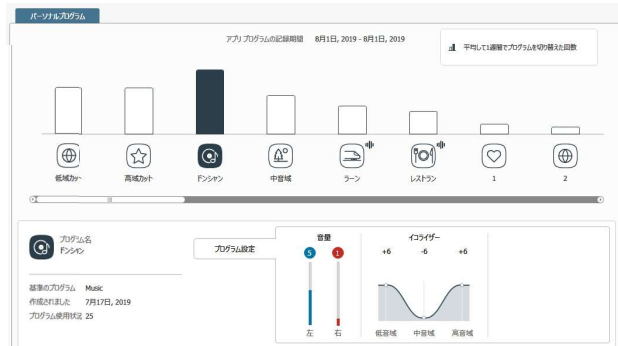 パーソナルプログラム
アプリ プログラムの記録期間 8月1日, 2019 - 8月1日, 2019
平均して1週間でプログラムを切り替えた回数
低域カット
高域カット
ドンシャン
中音域
ラーン
レストラン
1
2
プログラム名
ドンシャン
基準のプログラム Music
作成されました 7月17日, 2019
プログラム使用状況 25
プログラム設定
音量
5 1
左 右
イコライザー
+6 -6 +6
低音域 中音域 高音域